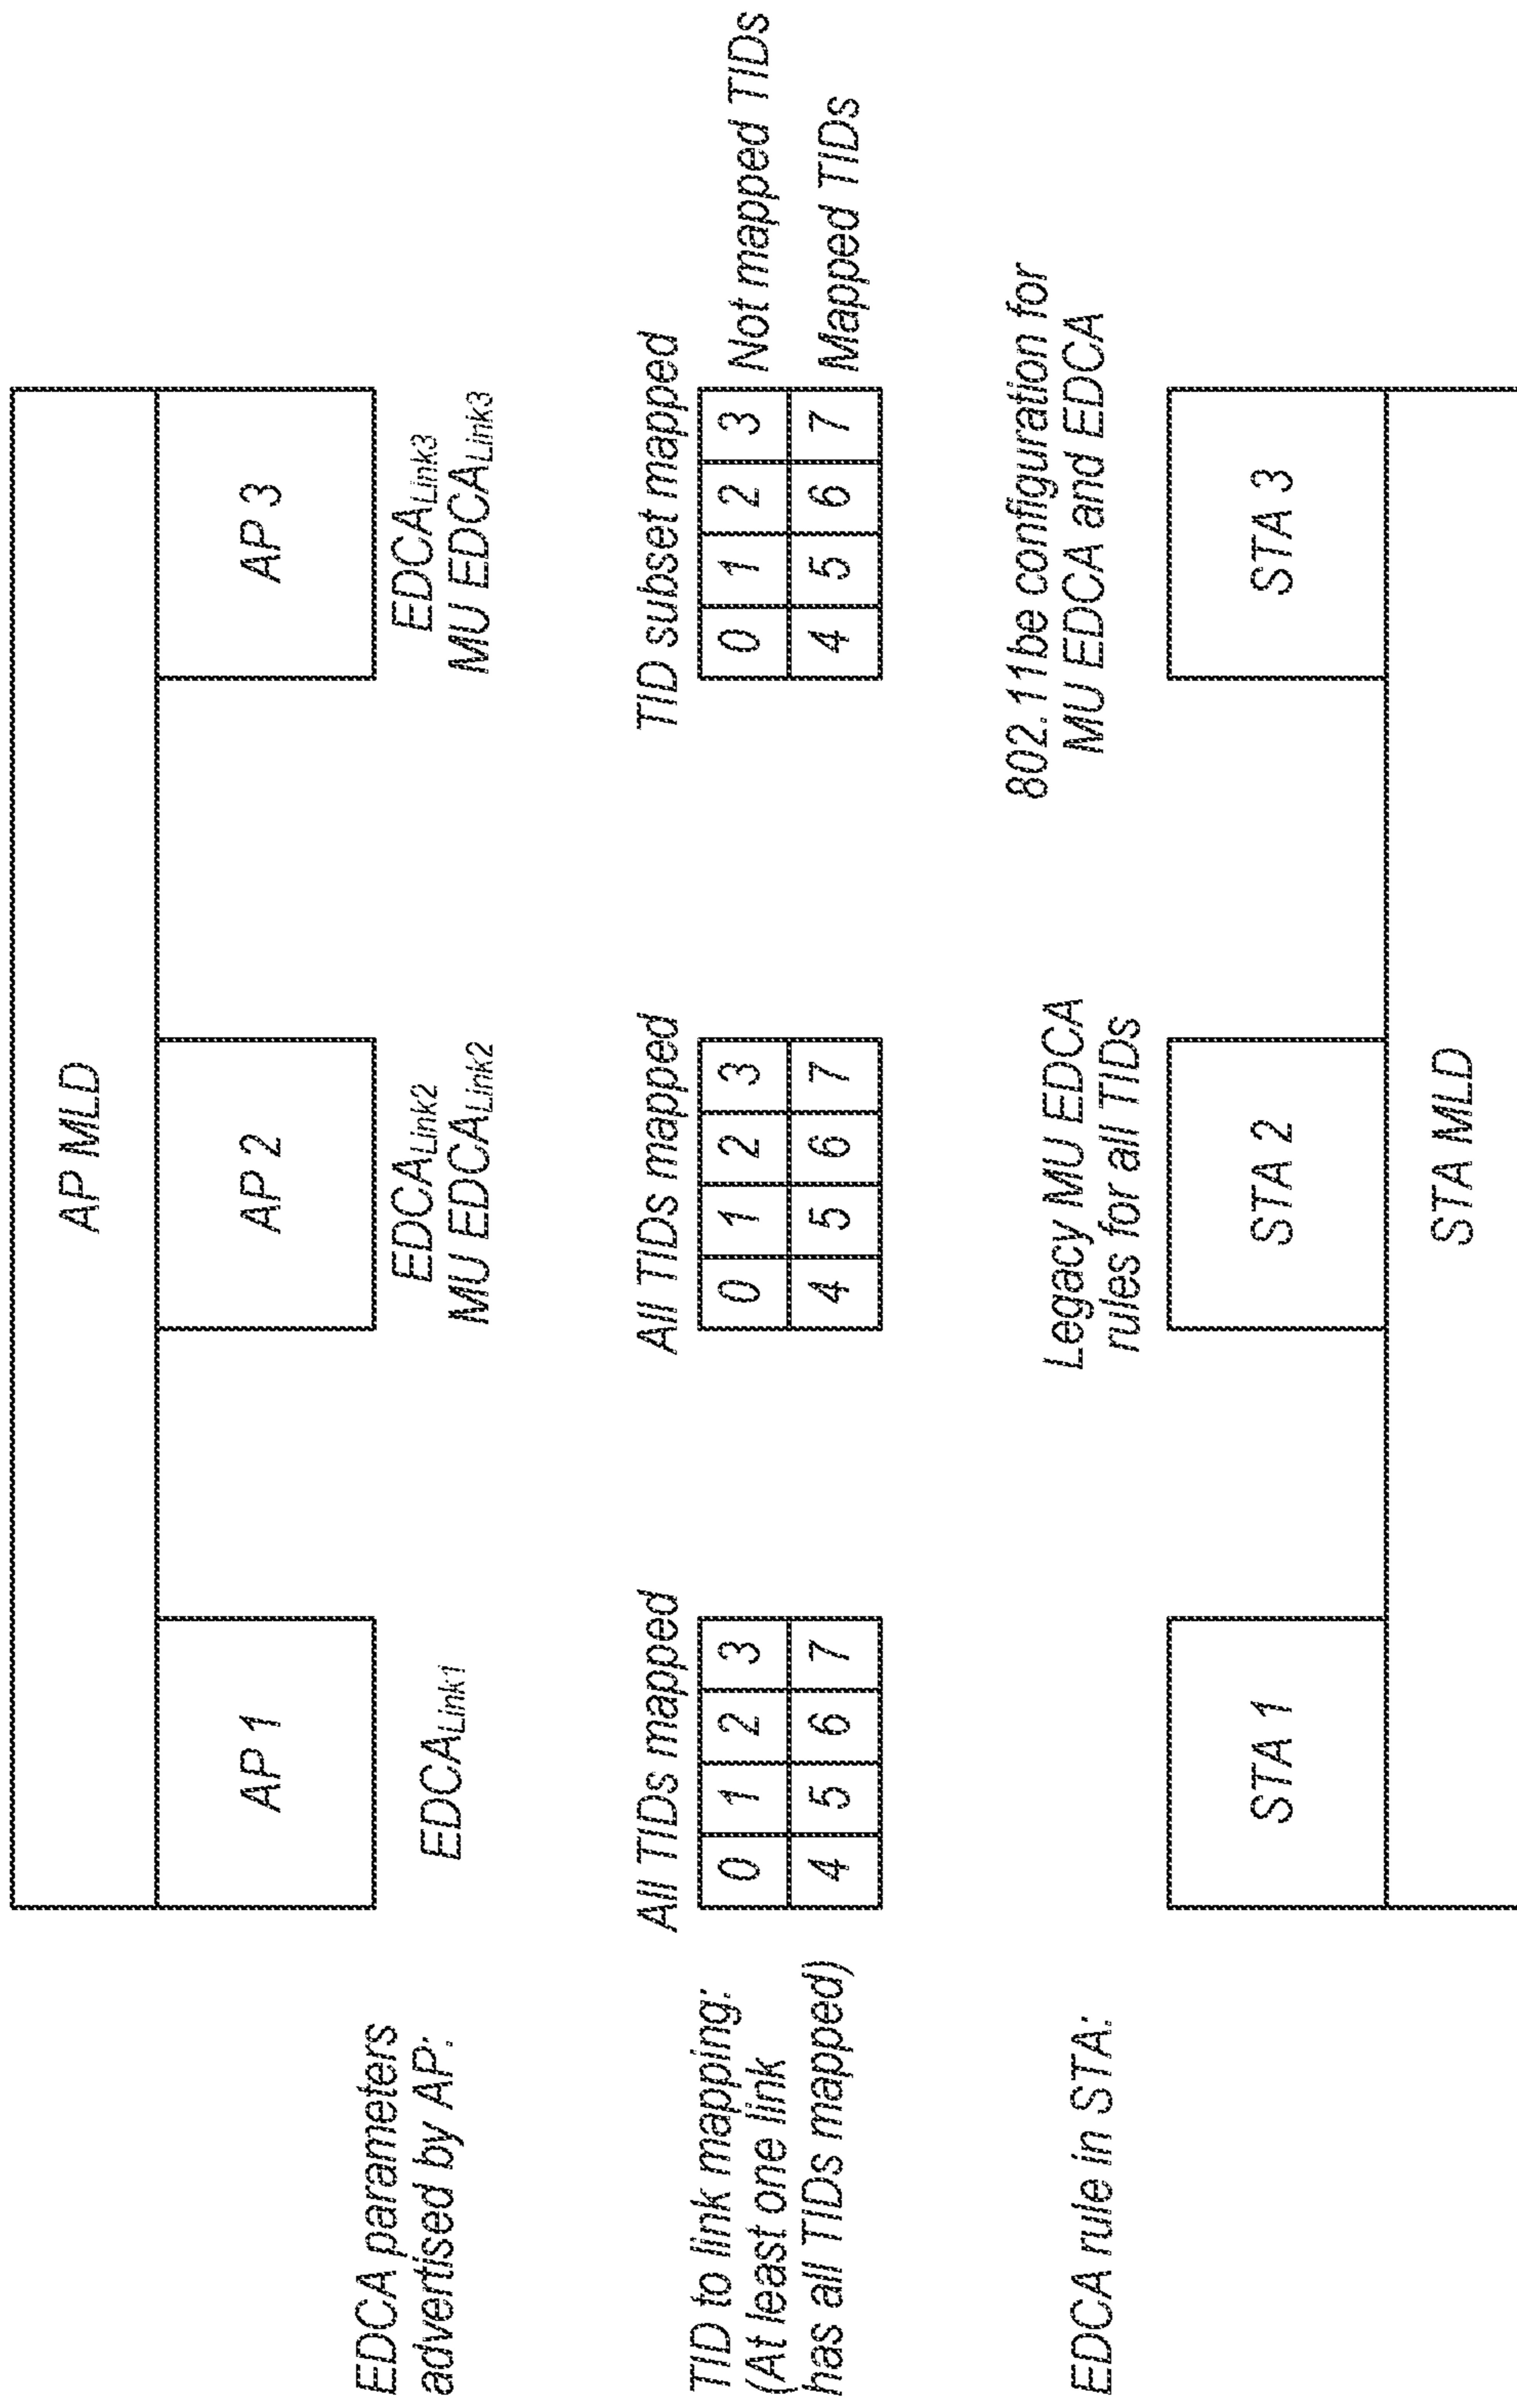 AP MLD
AP 1
AP 2
AP 3
EDCA parameters
advertised by AP:
EDCALink1
EDCALink2
MU EDCALink2
EDCALink3
MU EDCALink3
TID to link mapping:
(At least one link
has all TIDs mapped)
All TIDs mapped
0 1 2 3
4 5 6 7
All TIDs mapped
0 1 2 3
4 5 6 7
TID subset mapped
0 1 2 3 Not mapped TIDs
4 5 6 7 Mapped TIDs
EDCA rule in STA:
Legacy MU EDCA
rules for all TIDs
802.11be configuration for
MU EDCA and EDCA
STA 1
STA 2
STA 3
STA MLD